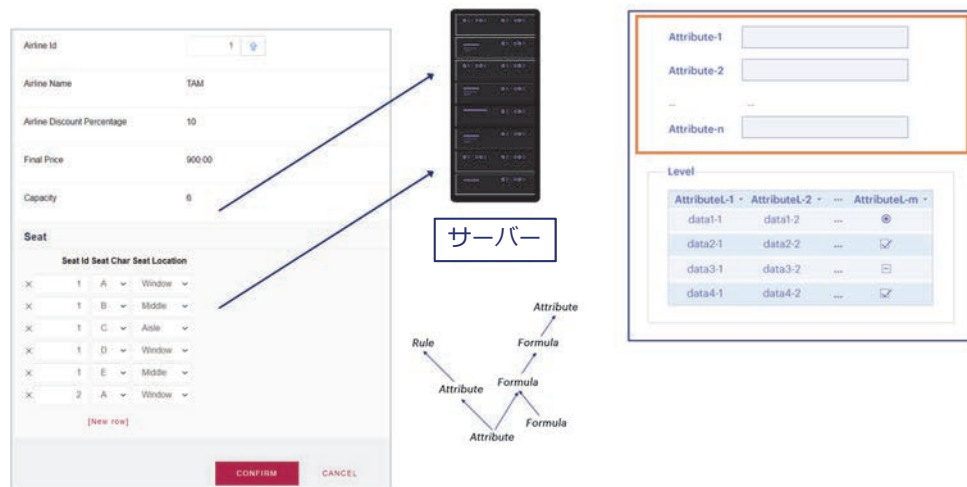 Airline Id 1
Airline Name TAM
Airline Discount Percentage 10
Final Price 900.00
Capacity 6
Seat
Seat Id Seat Char Seat Location
1 A Window
1 B Middle
1 C Aisle
1 D Window
1 E Middle
2 A Window
[New row]
CONFIRM CANCEL
サーバー
Attribute
Rule Formula
Attribute Formula
Formula
Attribute
Attribute-1
Attribute-2
... ...
Attribute-n
Level
AttributeL-1 AttributeL-2 ... AttributeL-m
data1-1 data1-2 ...
data2-1 data2-2 ...
data3-1 data3-2 ...
data4-1 data4-2 ...